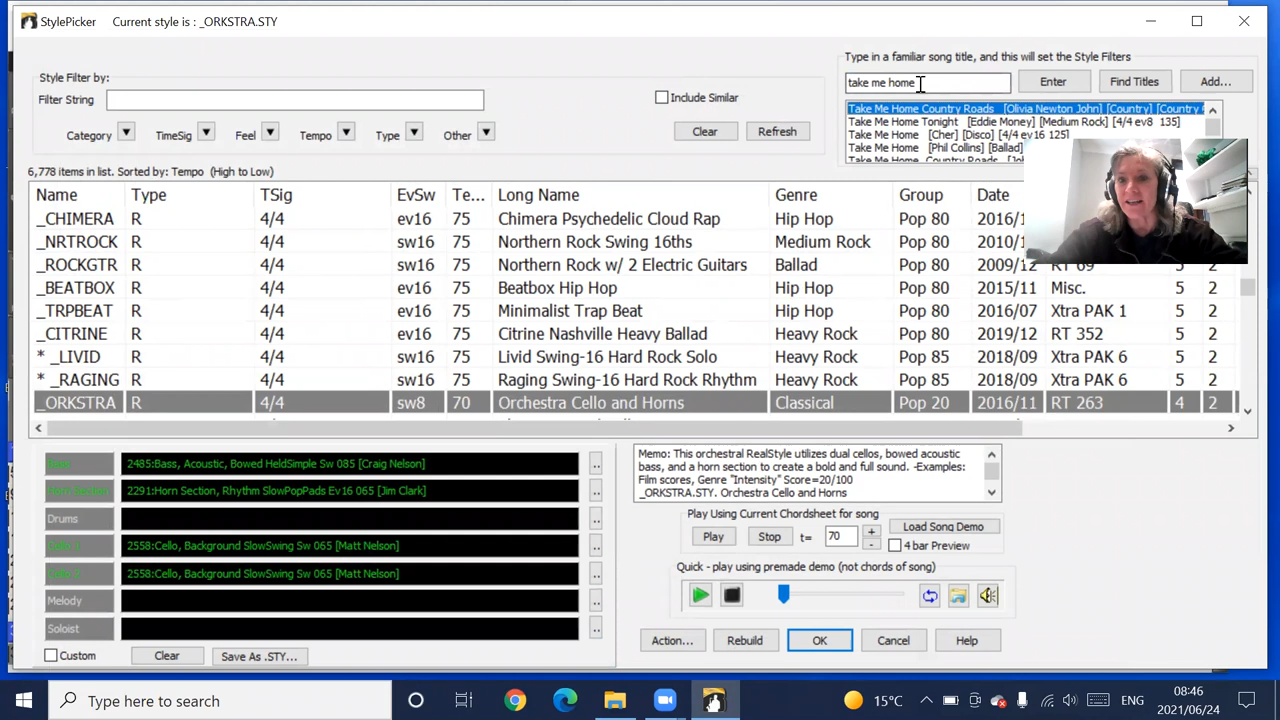 StylePicker Current style is : _ORKSTRA.STY
Type in a familiar song title, and this will set the Style Filters
take me home Enter Find Titles Add...
Take Me Home Country Roads [Olivia Newton John] [Country] [Country
Take Me Home Tonight [Eddie Money] [Medium Rock] [4/4 ev8 135]
Take Me Home [Cher] [Disco] [4/4 ev16 125]
Take Me Home [Phil Collins] [Ballad]
Take Me Home Country Roads
Style Filter by:
Filter String
Include Similar
Category TimeSig Feel Tempo Type Other Clear Refresh
6,778 items in list. Sorted by: Tempo (High to Low)
Name Type TSig EvSw Te... Long Name Genre Group Date
_CHIMERA R 4/4 ev16 75 Chimera Psychedelic Cloud Rap Hip Hop Pop 80 2016/1
_NRTROCK R 4/4 sw16 75 Northern Rock Swing 16ths Medium Rock Pop 80 2010/1
_ROCKGTR R 4/4 sw16 75 Northern Rock w/ 2 Electric Guitars Ballad Pop 80 2009/12 RT 69 5 2
_BEATBOX R 4/4 sw16 75 Beatbox Hip Hop Hip Hop Pop 80 2015/11 Misc. 5 2
_TRPBEAT R 4/4 ev16 75 Minimalist Trap Beat Hip Hop Pop 80 2016/07 Xtra PAK 1 5 2
_CITRINE R 4/4 ev16 75 Citrine Nashville Heavy Ballad Heavy Rock Pop 80 2019/12 RT 352 5 2
* _LIVID R 4/4 sw16 75 Livid Swing-16 Hard Rock Solo Heavy Rock Pop 85 2018/09 Xtra PAK 6 5 2
* _RAGING R 4/4 sw16 75 Raging Swing-16 Hard Rock Rhythm Heavy Rock Pop 85 2018/09 Xtra PAK 6 5 2
_ORKSTRA R 4/4 sw8 70 Orchestra Cello and Horns Classical Pop 20 2016/11 RT 263 4 2
2485:Bass, Acoustic, Bowed HeldSimple Sw 085 [Craig Nelson] ..
2291:Horn Section, Rhythm SlowPopPads Ev16 065 [Jim Clark] ..
Drums ..
Cello 1 2558:Cello, Background SlowSwing Sw 065 [Matt Nelson] ..
Cello 2 2558:Cello, Background SlowSwing Sw 065 [Matt Nelson] ..
Melody ..
Soloist ..
Custom Clear Save As .STY...
Memo: This orchestral RealStyle utilizes dual cellos, bowed acoustic
bass, and a horn section to create a bold and full sound. -Examples:
Film scores, Genre "Intensity" Score=20/100
_ORKSTRA.STY. Orchestra Cello and Horns
Play Using Current Chordsheet for song
Play Stop t= 70 + - Load Song Demo
4 bar Preview
Quick - play using premade demo (not chords of song)
Action... Rebuild OK Cancel Help
Type here to search
15°C ENG 08:46
2021/06/24